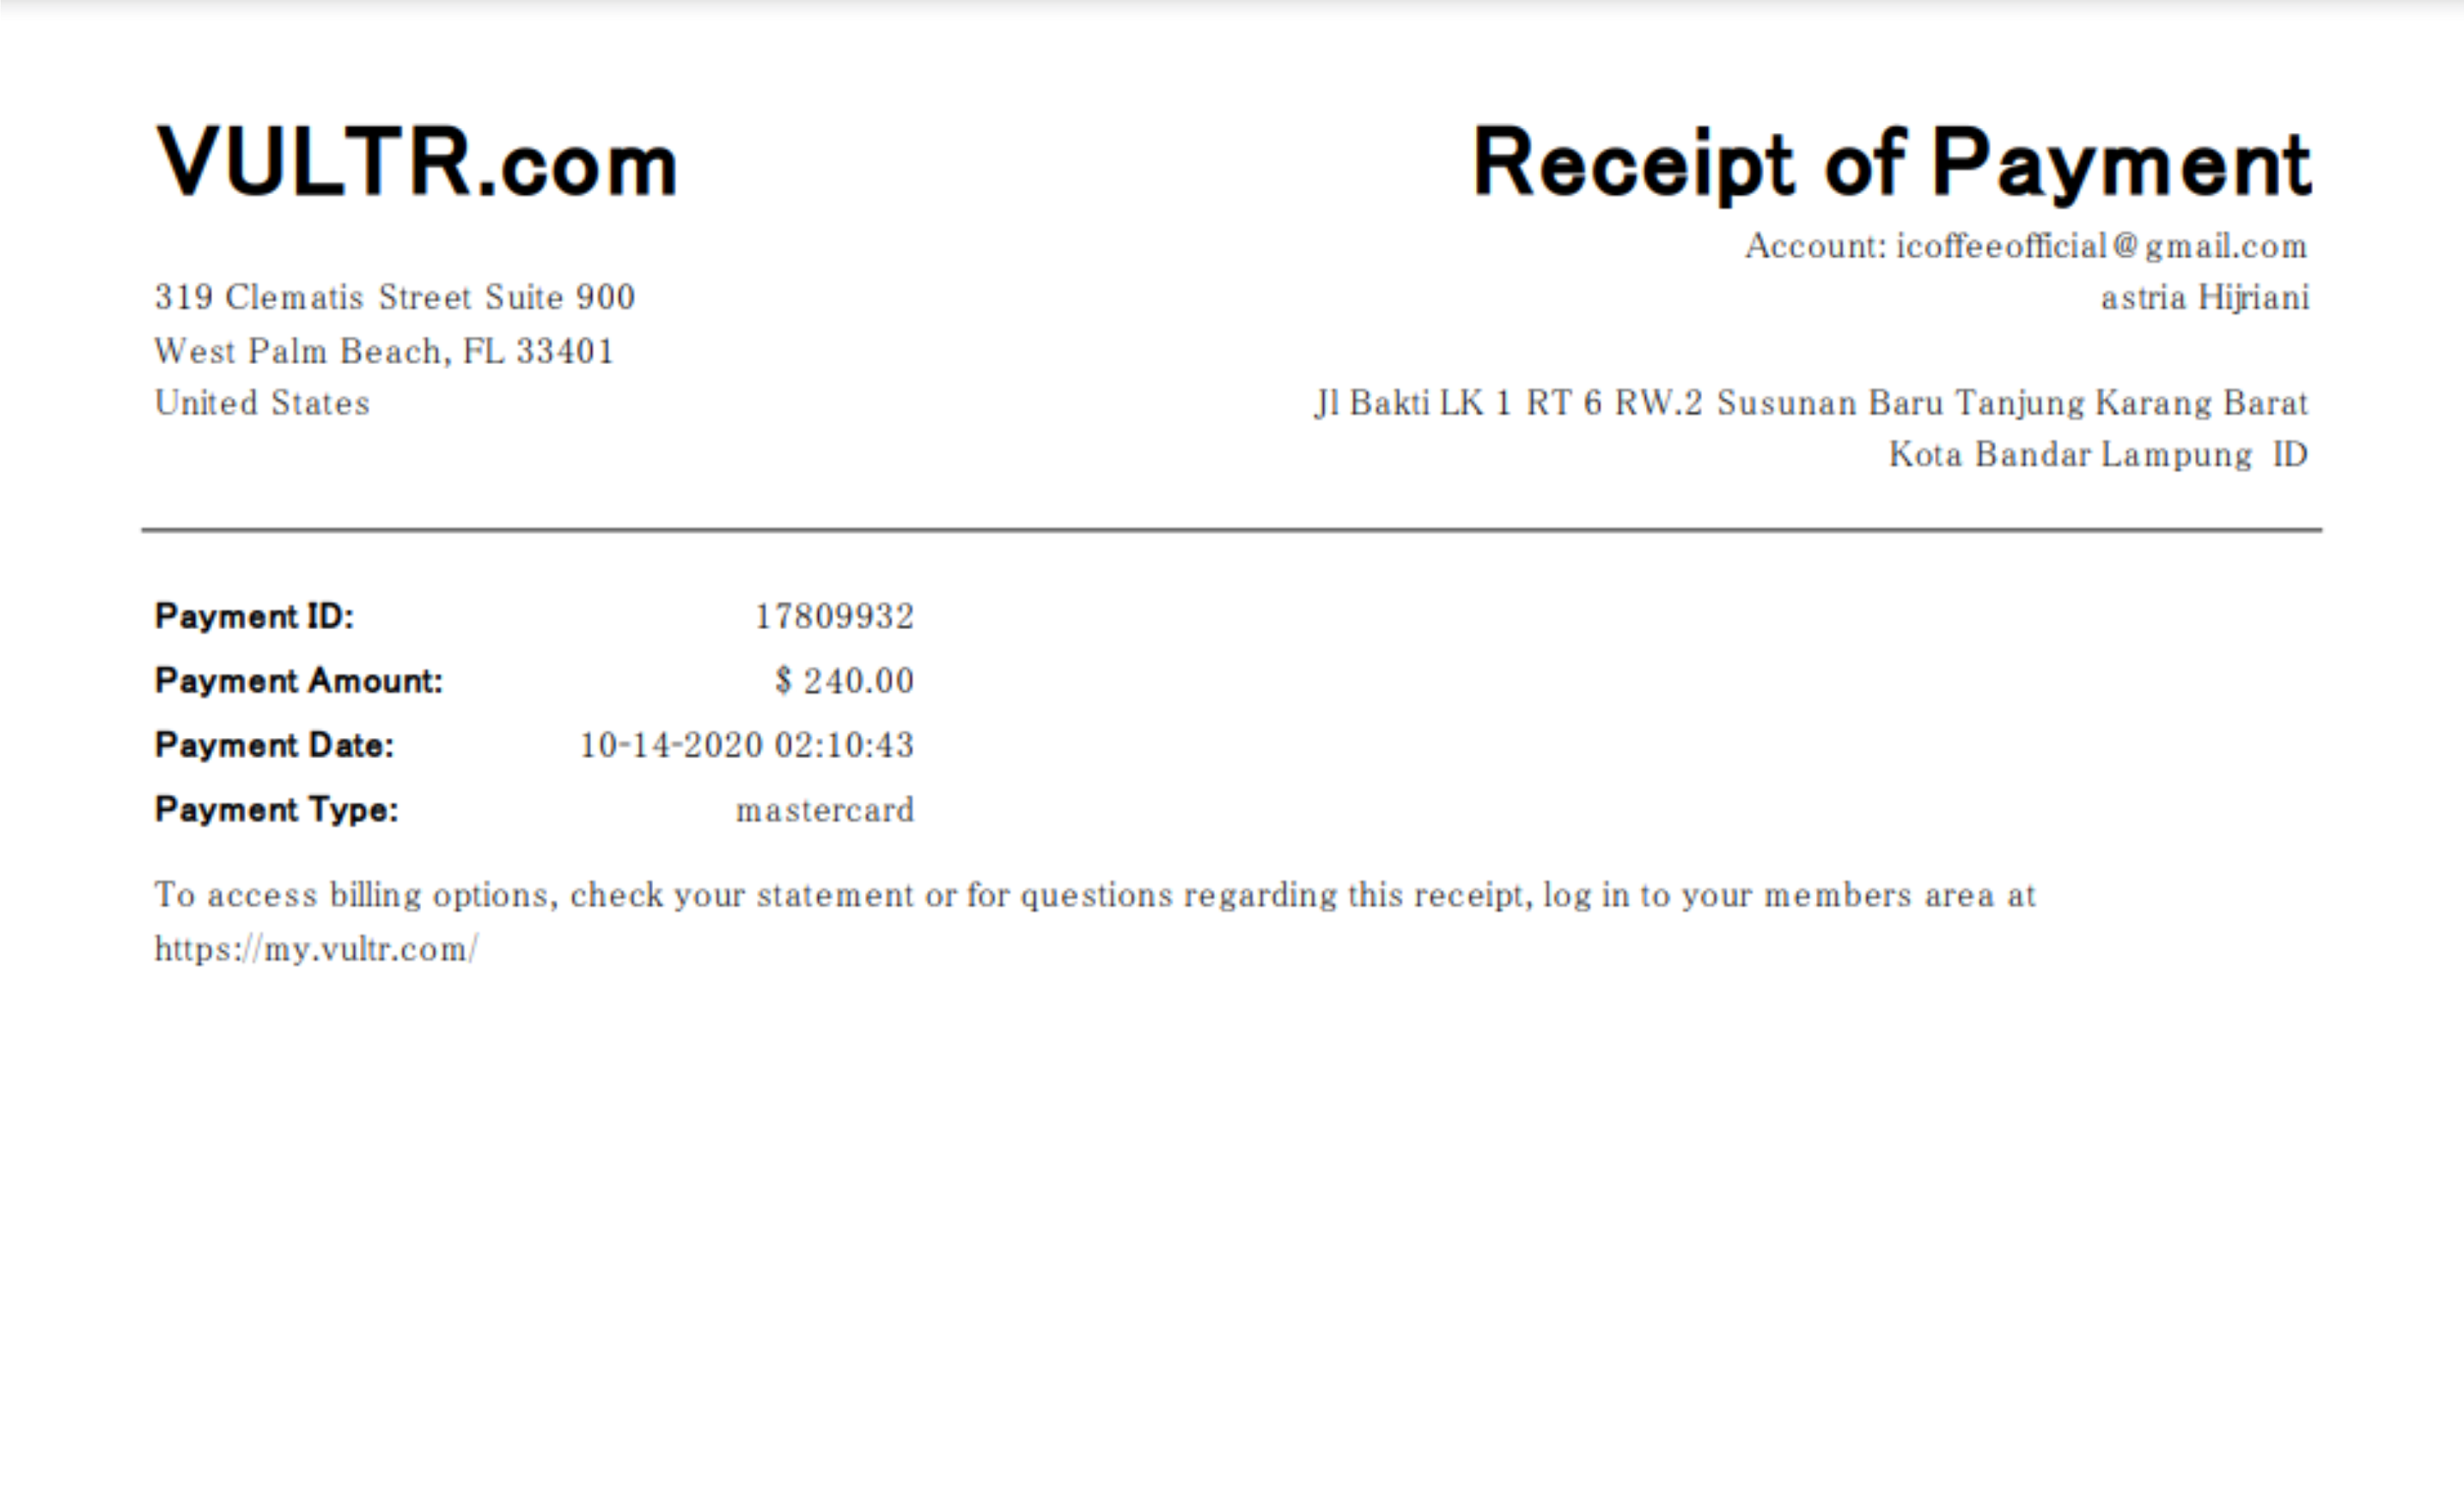 VULTR.com
Receipt of Payment
Account: icoffeeofficial@gmail.com
319 Clematis Street Suite 900
astria Hijriani
West Palm Beach, FL 33401
United States
Jl Bakti LK 1 RT 6 RW.2 Susunan Baru Tanjung Karang Barat
Kota Bandar Lampung ID
Payment ID: 17809932
Payment Amount: $ 240.00
Payment Date: 10-14-2020 02:10:43
Payment Type: mastercard
To access billing options, check your statement or for questions regarding this receipt, log in to your members area at
https://my.vultr.com/